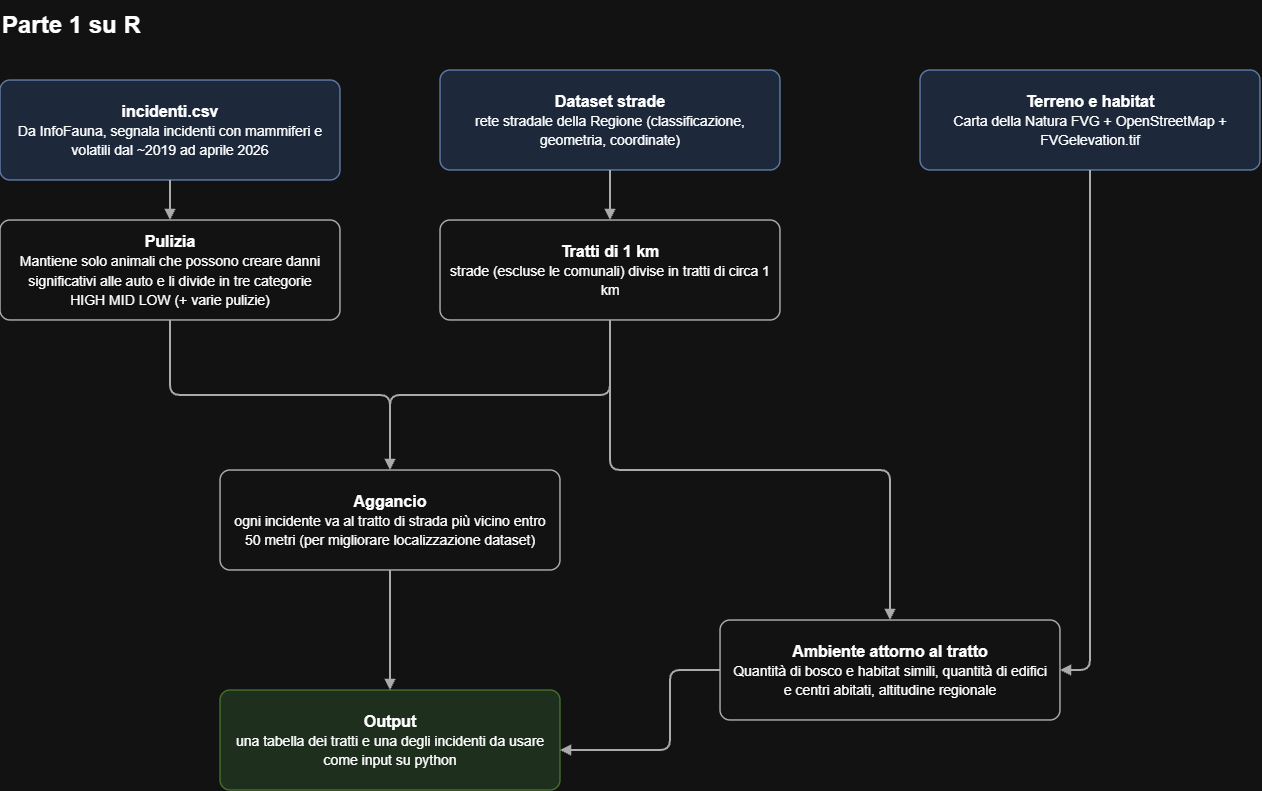 Parte 1 su R
incidenti.csv
Da InfoFauna, segnala incidenti con mammiferi e
volatili dal ~2019 ad aprile 2026
Dataset strade
rete stradale della Regione (classificazione,
geometria, coordinate)
Terreno e habitat
Carta della Natura FVG + OpenStreetMap +
FVGelevation.tif
Pulizia
Mantiene solo animali che possono creare danni
significativi alle auto e li divide in tre categorie
HIGH MID LOW (+ varie pulizie)
Tratti di 1 km
strade (escluse le comunali) divise in tratti di circa 1
km
Aggancio
ogni incidente va al tratto di strada più vicino entro
50 metri (per migliorare localizzazione dataset)
Ambiente attorno al tratto
Quantità di bosco e habitat simili, quantità di edifici
e centri abitati, altitudine regionale
Output
una tabella dei tratti e una degli incidenti da usare
come input su python